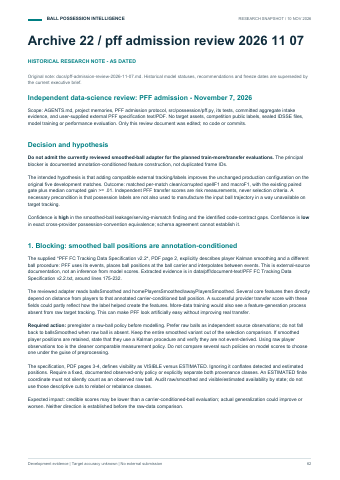 BALL POSSESSION INTELLIGENCE
RESEARCH SNAPSHOT / 10 NOV 2026
Archive 22 / pff admission review 2026 11 07
HISTORICAL RESEARCH NOTE - AS DATED
Original note: docs/pff-admission-review-2026-11-07.md. Historical model statuses, recommendations and freeze dates are superseded by
the current executive brief.
Independent data-science review: PFF admission - November 7, 2026
Scope: AGENTS.md, project memories, PFF admission protocol, src/soccer/pff.py, its tests, committed aggregate intake
evidence, and user-supplied PFF specification text/PDF. No target assets, competition public labels, sealed IDSSE files,
model training or performance evaluation. Only this review document was edited; no code or commits.
Decision and hypothesis
Do not admit the currently reviewed smoothed-ball adapter for the planned train-more/transfer evaluations. The principal
blocker is documented annotation-conditioned feature construction, not duplicated frame IDs.
The intended hypothesis is that adding compatible external tracking/labels improves the unchanged production configuration on the
original five development matches. Outcome: matched per-match clean/corrupted spikeF1 and macroF1, with the existing paired
gate plus median corrupted gain >= .01. Independent PFF transfer scores are risk measurements, never selection criteria. A
necessary precondition is that possession labels are not also used to manufacture the input ball trajectory in a way unavailable on
target tracking.
Confidence is high in the smoothed-ball leakage/serving-mismatch finding and the identified code-contract gaps. Confidence is low
in exact cross-provider possession-convention equivalence; schema agreement cannot establish it.
1. Blocking: smoothed ball positions are annotation-conditioned
The supplied "PFF FC Tracking Data Specification v2.2", PDF page 2, explicitly describes player Kalman smoothing and a different
ball procedure: PFF uses its events, places ball positions at the ball carrier and interpolates between events. This is external-source
documentation, not an inference from model scores. Extracted evidence is in data/pff/document-text/PFF FC Tracking Data
Specification v2.2.txt, around lines 175-232.
The reviewed adapter reads ballsSmoothed and homePlayersSmoothed/awayPlayersSmoothed. Several core features then directly
depend on distance from players to that annotated carrier-conditioned ball position. A successful provider transfer score with these
fields could partly reflect how the label helped create the features. More-data training would also see a feature-generation process
absent from raw target tracking. This can make PFF look artificially easy without improving real transfer.
Required action: preregister a raw-ball policy before modelling. Prefer raw balls as independent source observations; do not fall
back to ballsSmoothed when raw ball is absent. Keep the entire smoothed variant out of the selection comparison. If smoothed
player positions are retained, state that they use a Kalman procedure and verify they are not event-derived. Using raw player
observations too is the cleaner comparable-measurement policy. Do not compare several such policies on model scores to choose
one under the guise of preprocessing.
The specification, PDF pages 3-4, defines visibility as VISIBLE versus ESTIMATED. Ignoring it conflates detected and estimated
positions. Require a fixed, documented observed-only policy or explicitly separate both provenance classes. An ESTIMATED finite
coordinate must not silently count as an observed raw ball. Audit raw/smoothed and visible/estimated availability by state; do not
use those descriptive cuts to relabel or rebalance classes.
Expected impact: credible scores may be lower than a carrier-conditioned-ball evaluation; actual generalization could improve or
worsen. Neither direction is established before the raw-data comparison.
Development evidence | Target accuracy unknown | No external submission
62